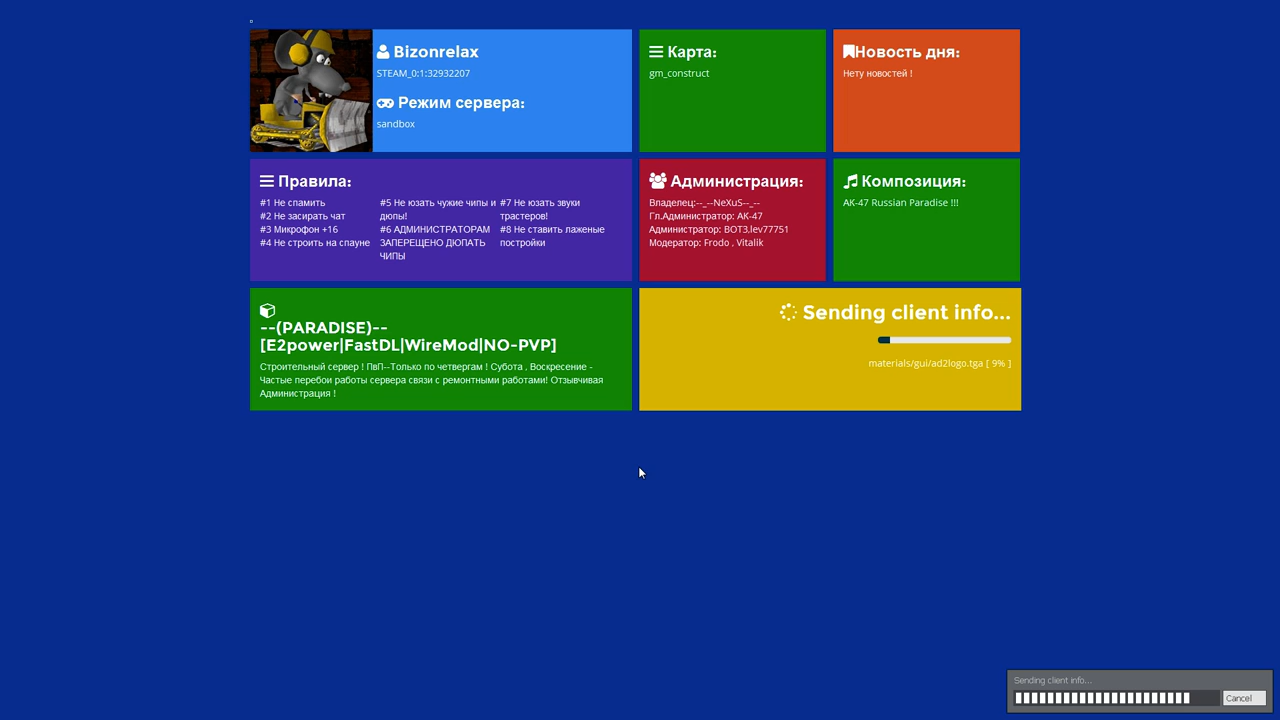 Bizonrelax
STEAM_0:1:32932207
Режим сервера:
sandbox
Карта:
gm_construct
Новость дня:
Нету новостей !
Правила:
#1 Не спамить
#2 Не засирать чат
#3 Микрофон +16
#4 Не строить на спауне
#5 Не юзать чужие чипы и
дюпы!
#6 АДМИНИСТРАТОРАМ
ЗАПЕРЕЩЕНО ДЮПАТЬ
ЧИПЫ
#7 Не юзать звуки
трастеров!
#8 Не ставить лаженые
постройки
Администрация:
Владелец:--_--NeXuS--_--
Гл.Администратор: AK-47
Администратор: BOT3,lev77751
Модератор: Frodo , Vitalik
Композиция:
AK-47 Russian Paradise !!!
--(PARADISE)--
[E2power|FastDL|WireMod|NO-PVP]
Строительный сервер ! ПвП--Только по четвергам ! Субота , Воскресение -
Частые перебои работы сервера связи с ремонтными работами! Отзывчивая
Администрация !
Sending client info...
materials/gui/ad2logo.tga [ 9% ]
Sending client info...
Cancel